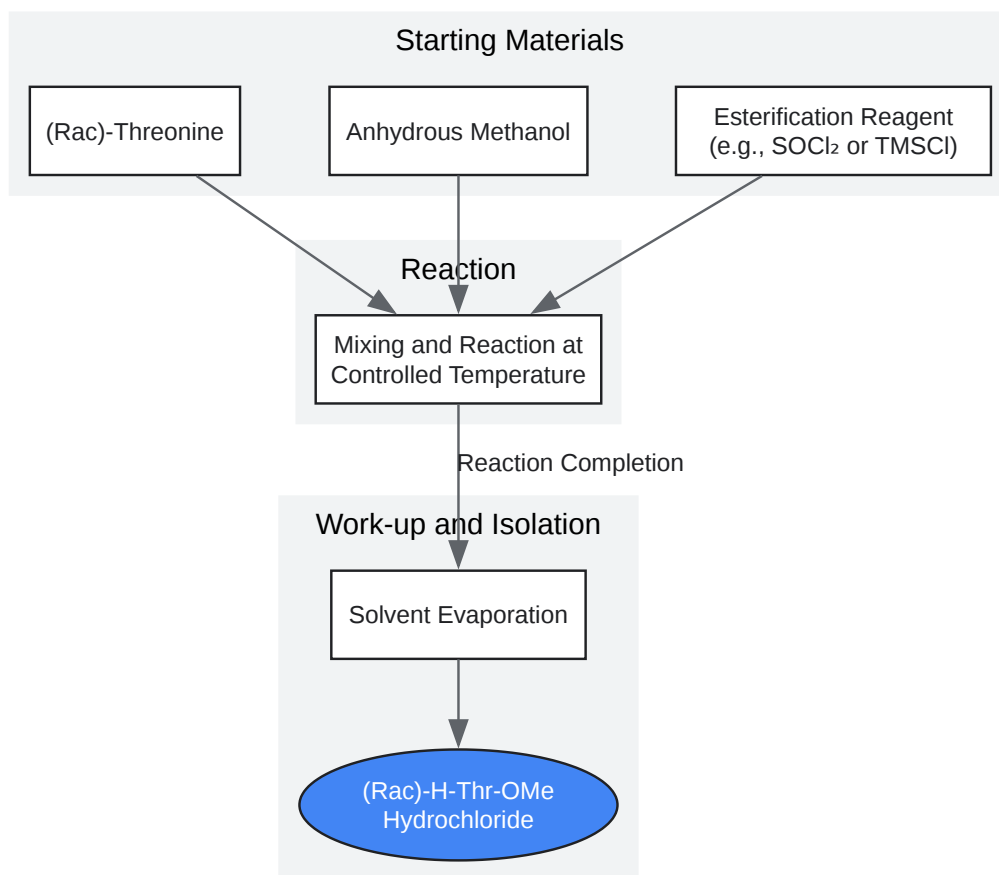 Starting Materials
(Rac)-Threonine
Anhydrous Methanol
Esterification Reagent
(e.g., SOCl₂ or TMSCl)
Reaction
Mixing and Reaction at
Controlled Temperature
Reaction Completion
Work-up and Isolation
Solvent Evaporation
(Rac)-H-Thr-OMe
Hydrochloride